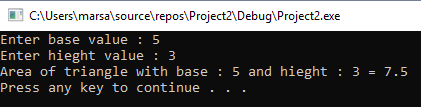 C:\Users\marsa\source\repos\Project2\Debug\Project2.exe
Enter base value : 5
Enter hieght value : 3
Area of triangle with base : 5 and hieght : 3 = 7.5
Press any key to continue . . .